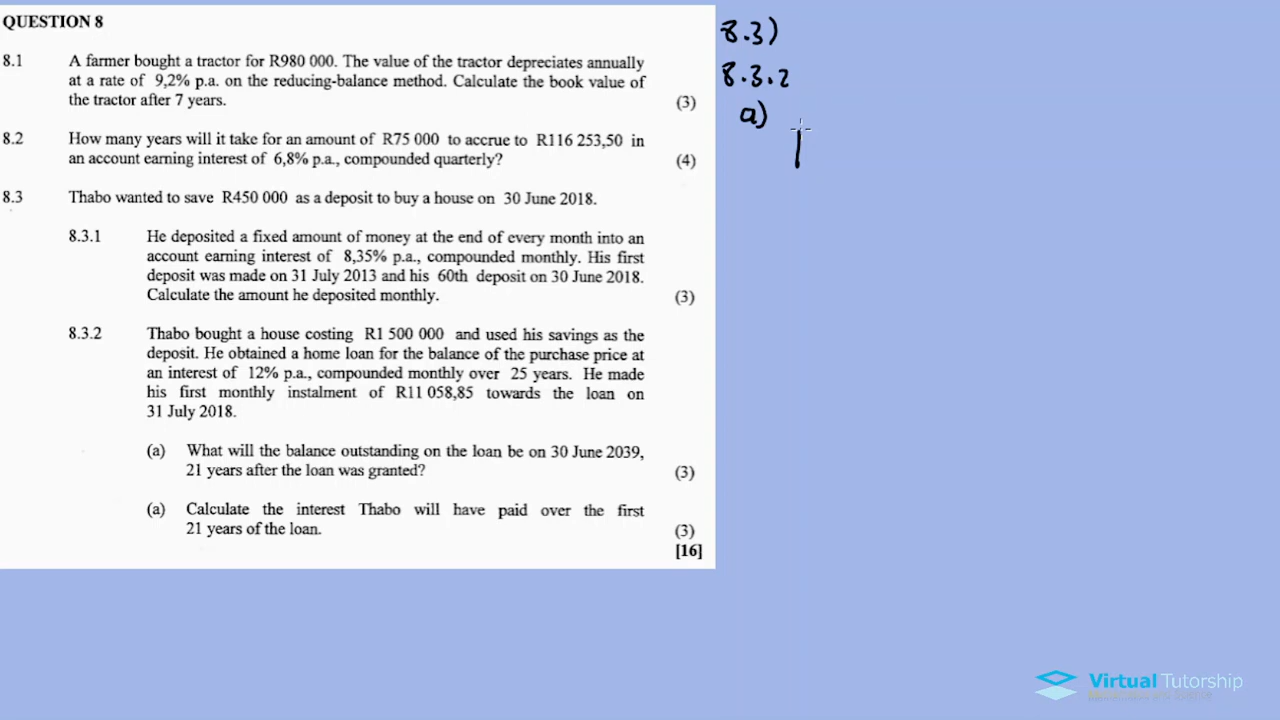 QUESTION 8
8.1 A farmer bought a tractor for R980 000. The value of the tractor depreciates annually
at a rate of 9,2% p.a. on the reducing-balance method. Calculate the book value of
the tractor after 7 years. (3)
8.2 How many years will it take for an amount of R75 000 to accrue to R116 253,50 in
an account earning interest of 6,8% p.a., compounded quarterly? (4)
8.3 Thabo wanted to save R450 000 as a deposit to buy a house on 30 June 2018.
8.3.1 He deposited a fixed amount of money at the end of every month into an
account earning interest of 8,35% p.a., compounded monthly. His first
deposit was made on 31 July 2013 and his 60th deposit on 30 June 2018.
Calculate the amount he deposited monthly. (3)
8.3.2 Thabo bought a house costing R1 500 000 and used his savings as the
deposit. He obtained a home loan for the balance of the purchase price at
an interest of 12% p.a., compounded monthly over 25 years. He made
his first monthly instalment of R11 058,85 towards the loan on
31 July 2018.
(a) What will the balance outstanding on the loan be on 30 June 2039,
21 years after the loan was granted? (3)
(a) Calculate the interest Thabo will have paid over the first
21 years of the loan. (3)
[16]
8.3)
8.3.2
a)
Virtual Tutorship